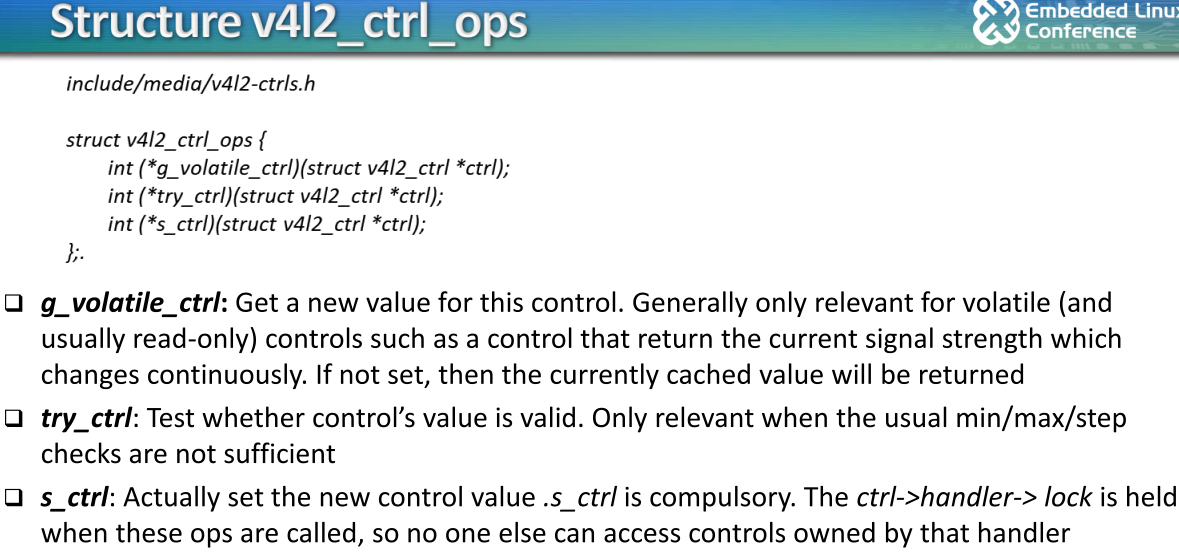 Structure v4l2_ctrl_ops
Embedded Linux
Conference
include/media/v4l2-ctrls.h
struct v4l2_ctrl_ops {
int (*g_volatile_ctrl)(struct v4l2_ctrl *ctrl);
int (*try_ctrl)(struct v4l2_ctrl *ctrl);
int (*s_ctrl)(struct v4l2_ctrl *ctrl);
};.
g_volatile_ctrl: Get a new value for this control. Generally only relevant for volatile (and
usually read-only) controls such as a control that return the current signal strength which
changes continuously. If not set, then the currently cached value will be returned
try_ctrl: Test whether control’s value is valid. Only relevant when the usual min/max/step
checks are not sufficient
s_ctrl: Actually set the new control value .s_ctrl is compulsory. The ctrl->handler-> lock is held
when these ops are called, so no one else can access controls owned by that handler